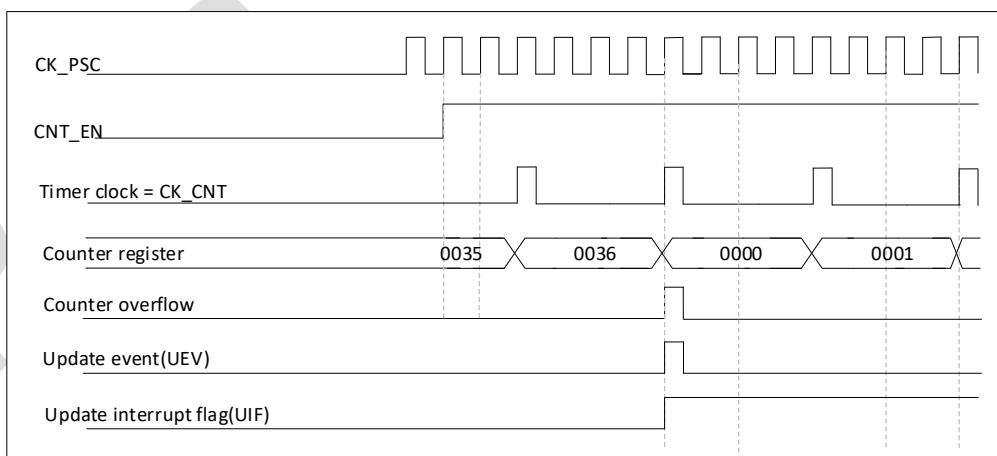 CK_PSC
CNT_EN
Timer clock = CK_CNT
Counter register 0035 0036 0000 0001
Counter overflow
Update event(UEV)
Update interrupt flag(UIF)